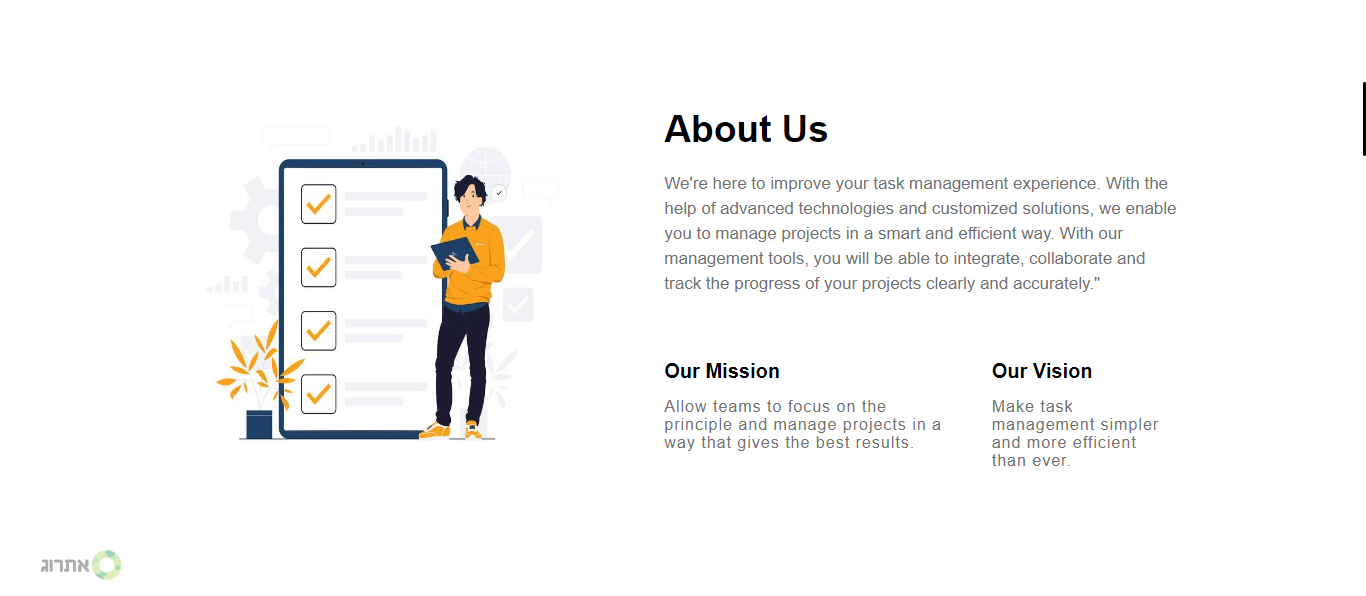 About Us
We're here to improve your task management experience. With the
help of advanced technologies and customized solutions, we enable
you to manage projects in a smart and efficient way. With our
management tools, you will be able to integrate, collaborate and
track the progress of your projects clearly and accurately."
Our Mission
Allow teams to focus on the
principle and manage projects in a
way that gives the best results.
Our Vision
Make task
management simpler
and more efficient
than ever.
אתרוג